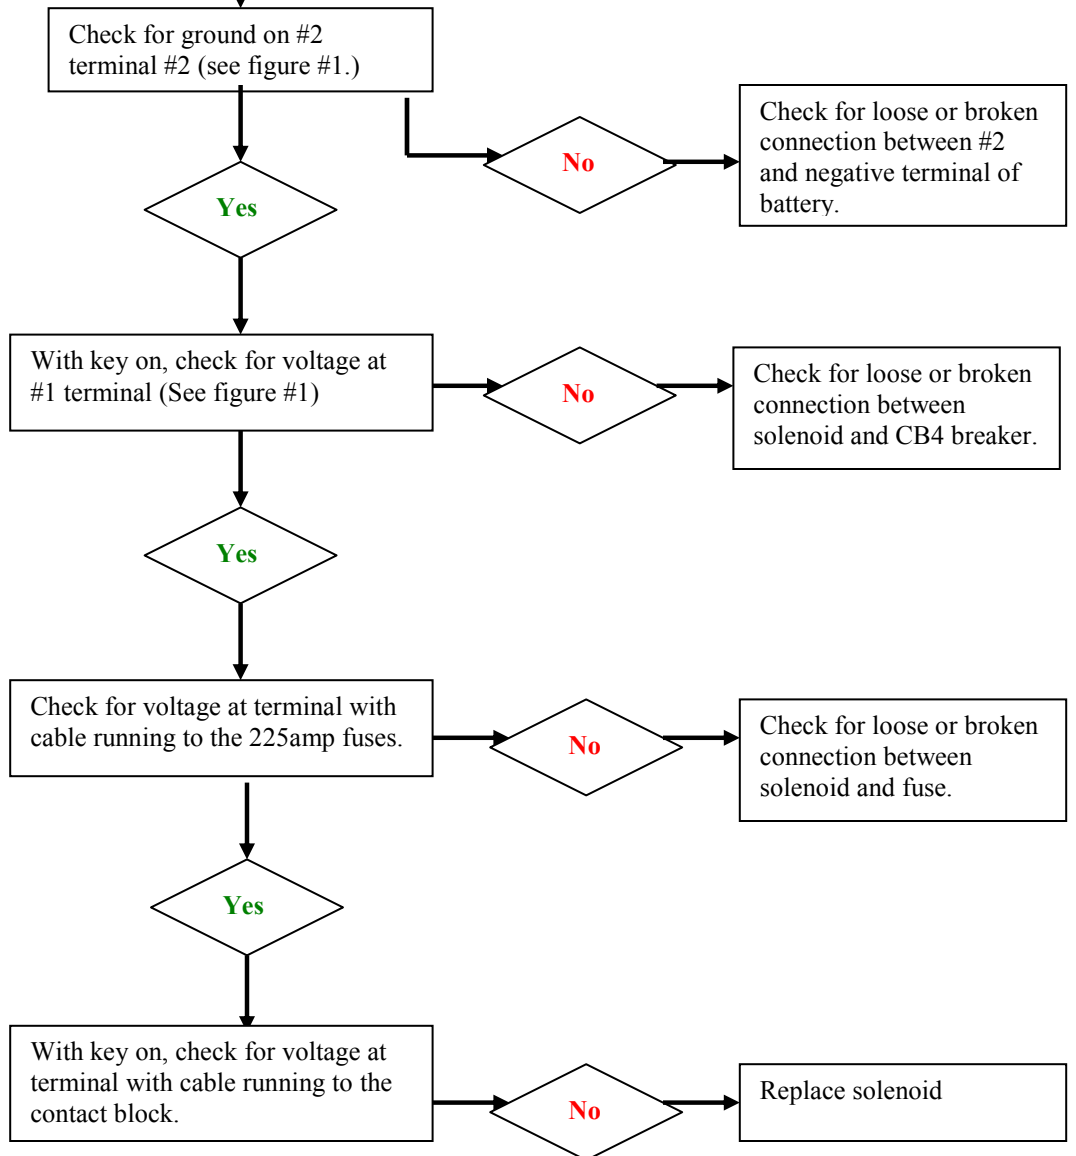 Check for ground on #2
terminal #2 (see figure #1.)
No
Check for loose or broken
connection between #2
and negative terminal of
battery.
Yes
With key on, check for voltage at
#1 terminal (See figure #1)
No
Check for loose or broken
connection between
solenoid and CB4 breaker.
Yes
Check for voltage at terminal with
cable running to the 225amp fuses.
No
Check for loose or broken
connection between
solenoid and fuse.
Yes
With key on, check for voltage at
terminal with cable running to the
contact block.
No
Replace solenoid